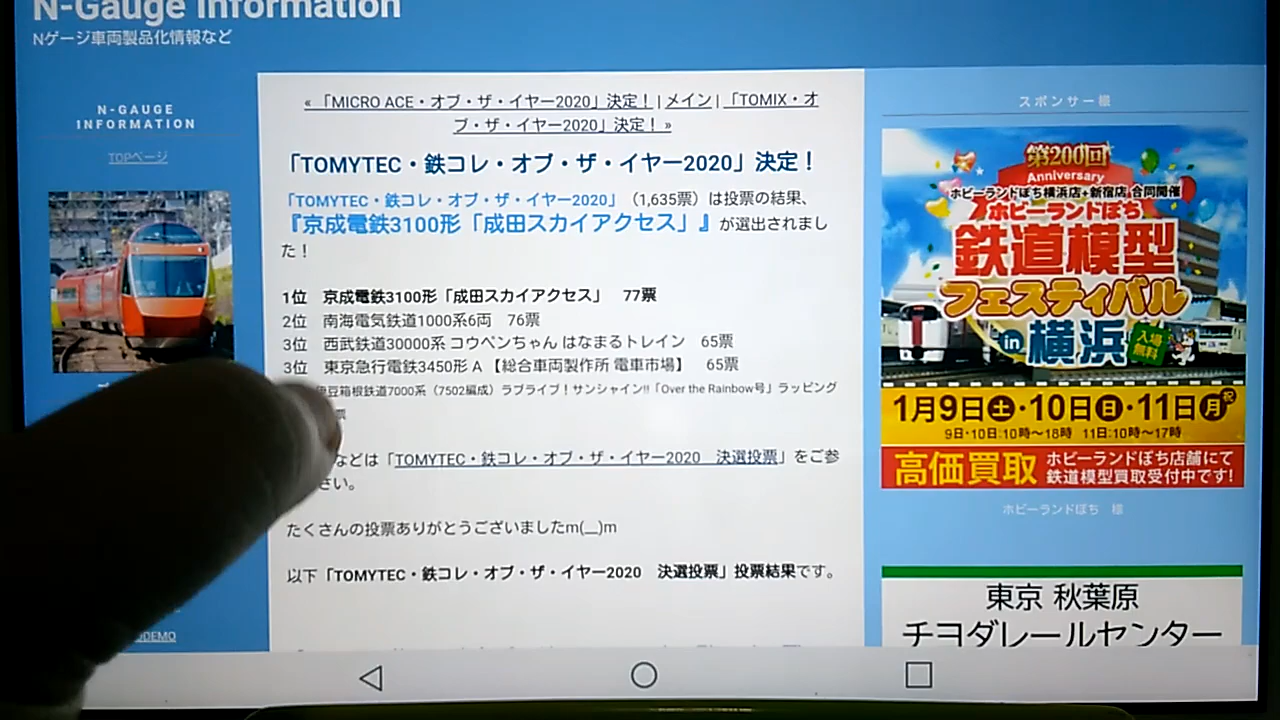 N-Gauge Information
Nゲージ車両製品化情報など
N-GAUGE
INFORMATION
TOPページ
« 「MICRO ACE・オブ・ザ・イヤー2020」決定！ | メイン | 「TOMIX・オ
ブ・ザ・イヤー2020」決定！ »
「TOMYTEC・鉄コレ・オブ・ザ・イヤー2020」決定！
「TOMYTEC・鉄コレ・オブ・ザ・イヤー2020」（1,635票）は投票の結果、
『京成電鉄3100形「成田スカイアクセス」』が選出されまし
た！
1位　京成電鉄3100形「成田スカイアクセス」　77票
2位　南海電気鉄道1000系6両　76票
3位　西武鉄道30000系 コウペンちゃん はなまるトレイン　65票
3位　東京急行電鉄3450形 A 【総合車両製作所 電車市場】　65票
伊豆箱根鉄道7000系（7502編成）ラブライブ！サンシャイン!!「Over the Rainbow号」ラッピング
票
などは「TOMYTEC・鉄コレ・オブ・ザ・イヤー2020　決選投票」をご参
さい。
たくさんの投票ありがとうございましたm(__)m
以下「TOMYTEC・鉄コレ・オブ・ザ・イヤー2020　決選投票」投票結果です。
スポンサー様
第200回
Anniversary
ホビーランドぽち横浜店+新宿店 合同開催
ホビーランドぽち
鉄道模型
フェスティバル
in 横浜
入場
無料
1月9日土・10日日・11日月祝
9日・10日:10時～18時　11日:10時～17時
高価買取
ホビーランドぽち店舗にて
鉄道模型買取受付中です!
ホビーランドぽち　様
東京 秋葉原
チヨダレールセンター